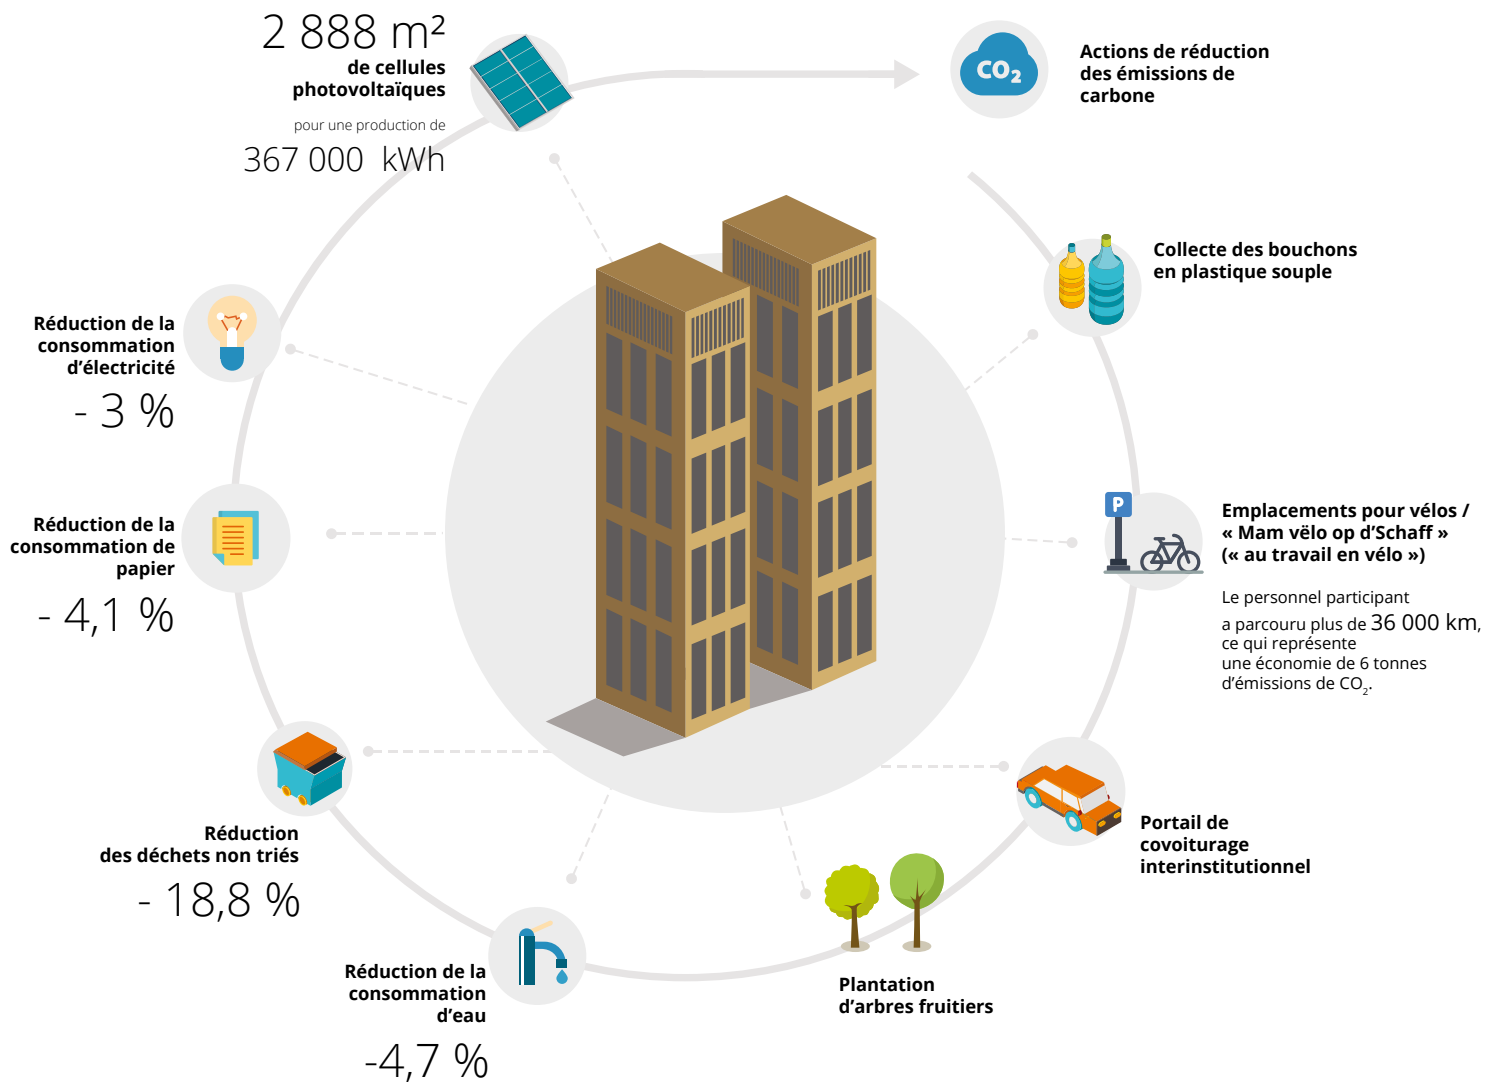 2 888 m²
de cellules
photovoltaïques
pour une production de
367 000 kWh
CO₂
Actions de réduction
des émissions de
carbone
Collecte des bouchons
en plastique souple
P
Emplacements pour vélos /
« Mam vëlo op d’Schaff »
(« au travail en vélo »)
Le personnel participant
a parcouru plus de 36 000 km,
ce qui représente
une économie de 6 tonnes
d’émissions de CO₂.
Portail de
covoiturage
interinstitutionnel
Plantation
d’arbres fruitiers
Réduction de la
consommation
d’eau
-4,7 %
Réduction
des déchets non triés
- 18,8 %
Réduction de la
consommation de
papier
- 4,1 %
Réduction de la
consommation
d’électricité
- 3 %